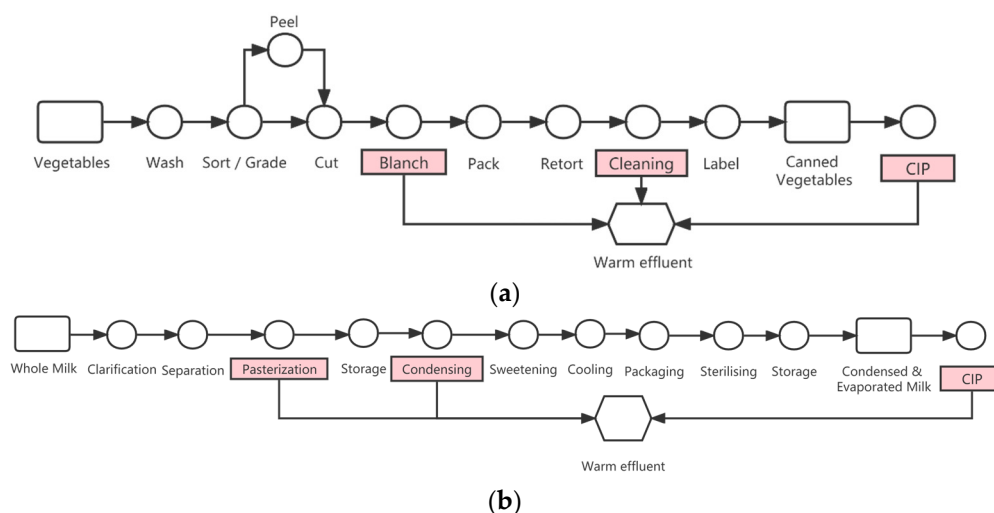 Peel
Vegetables
Wash
Sort / Grade
Cut
Blanch
Pack
Retort
Cleaning
Label
Canned
Vegetables
CIP
Warm effluent
(a)
Whole Milk
Clarification
Separation
Pasterization
Storage
Condensing
Sweetening
Cooling
Packaging
Sterilising
Storage
Condensed &
Evaporated Milk
CIP
Warm effluent
(b)